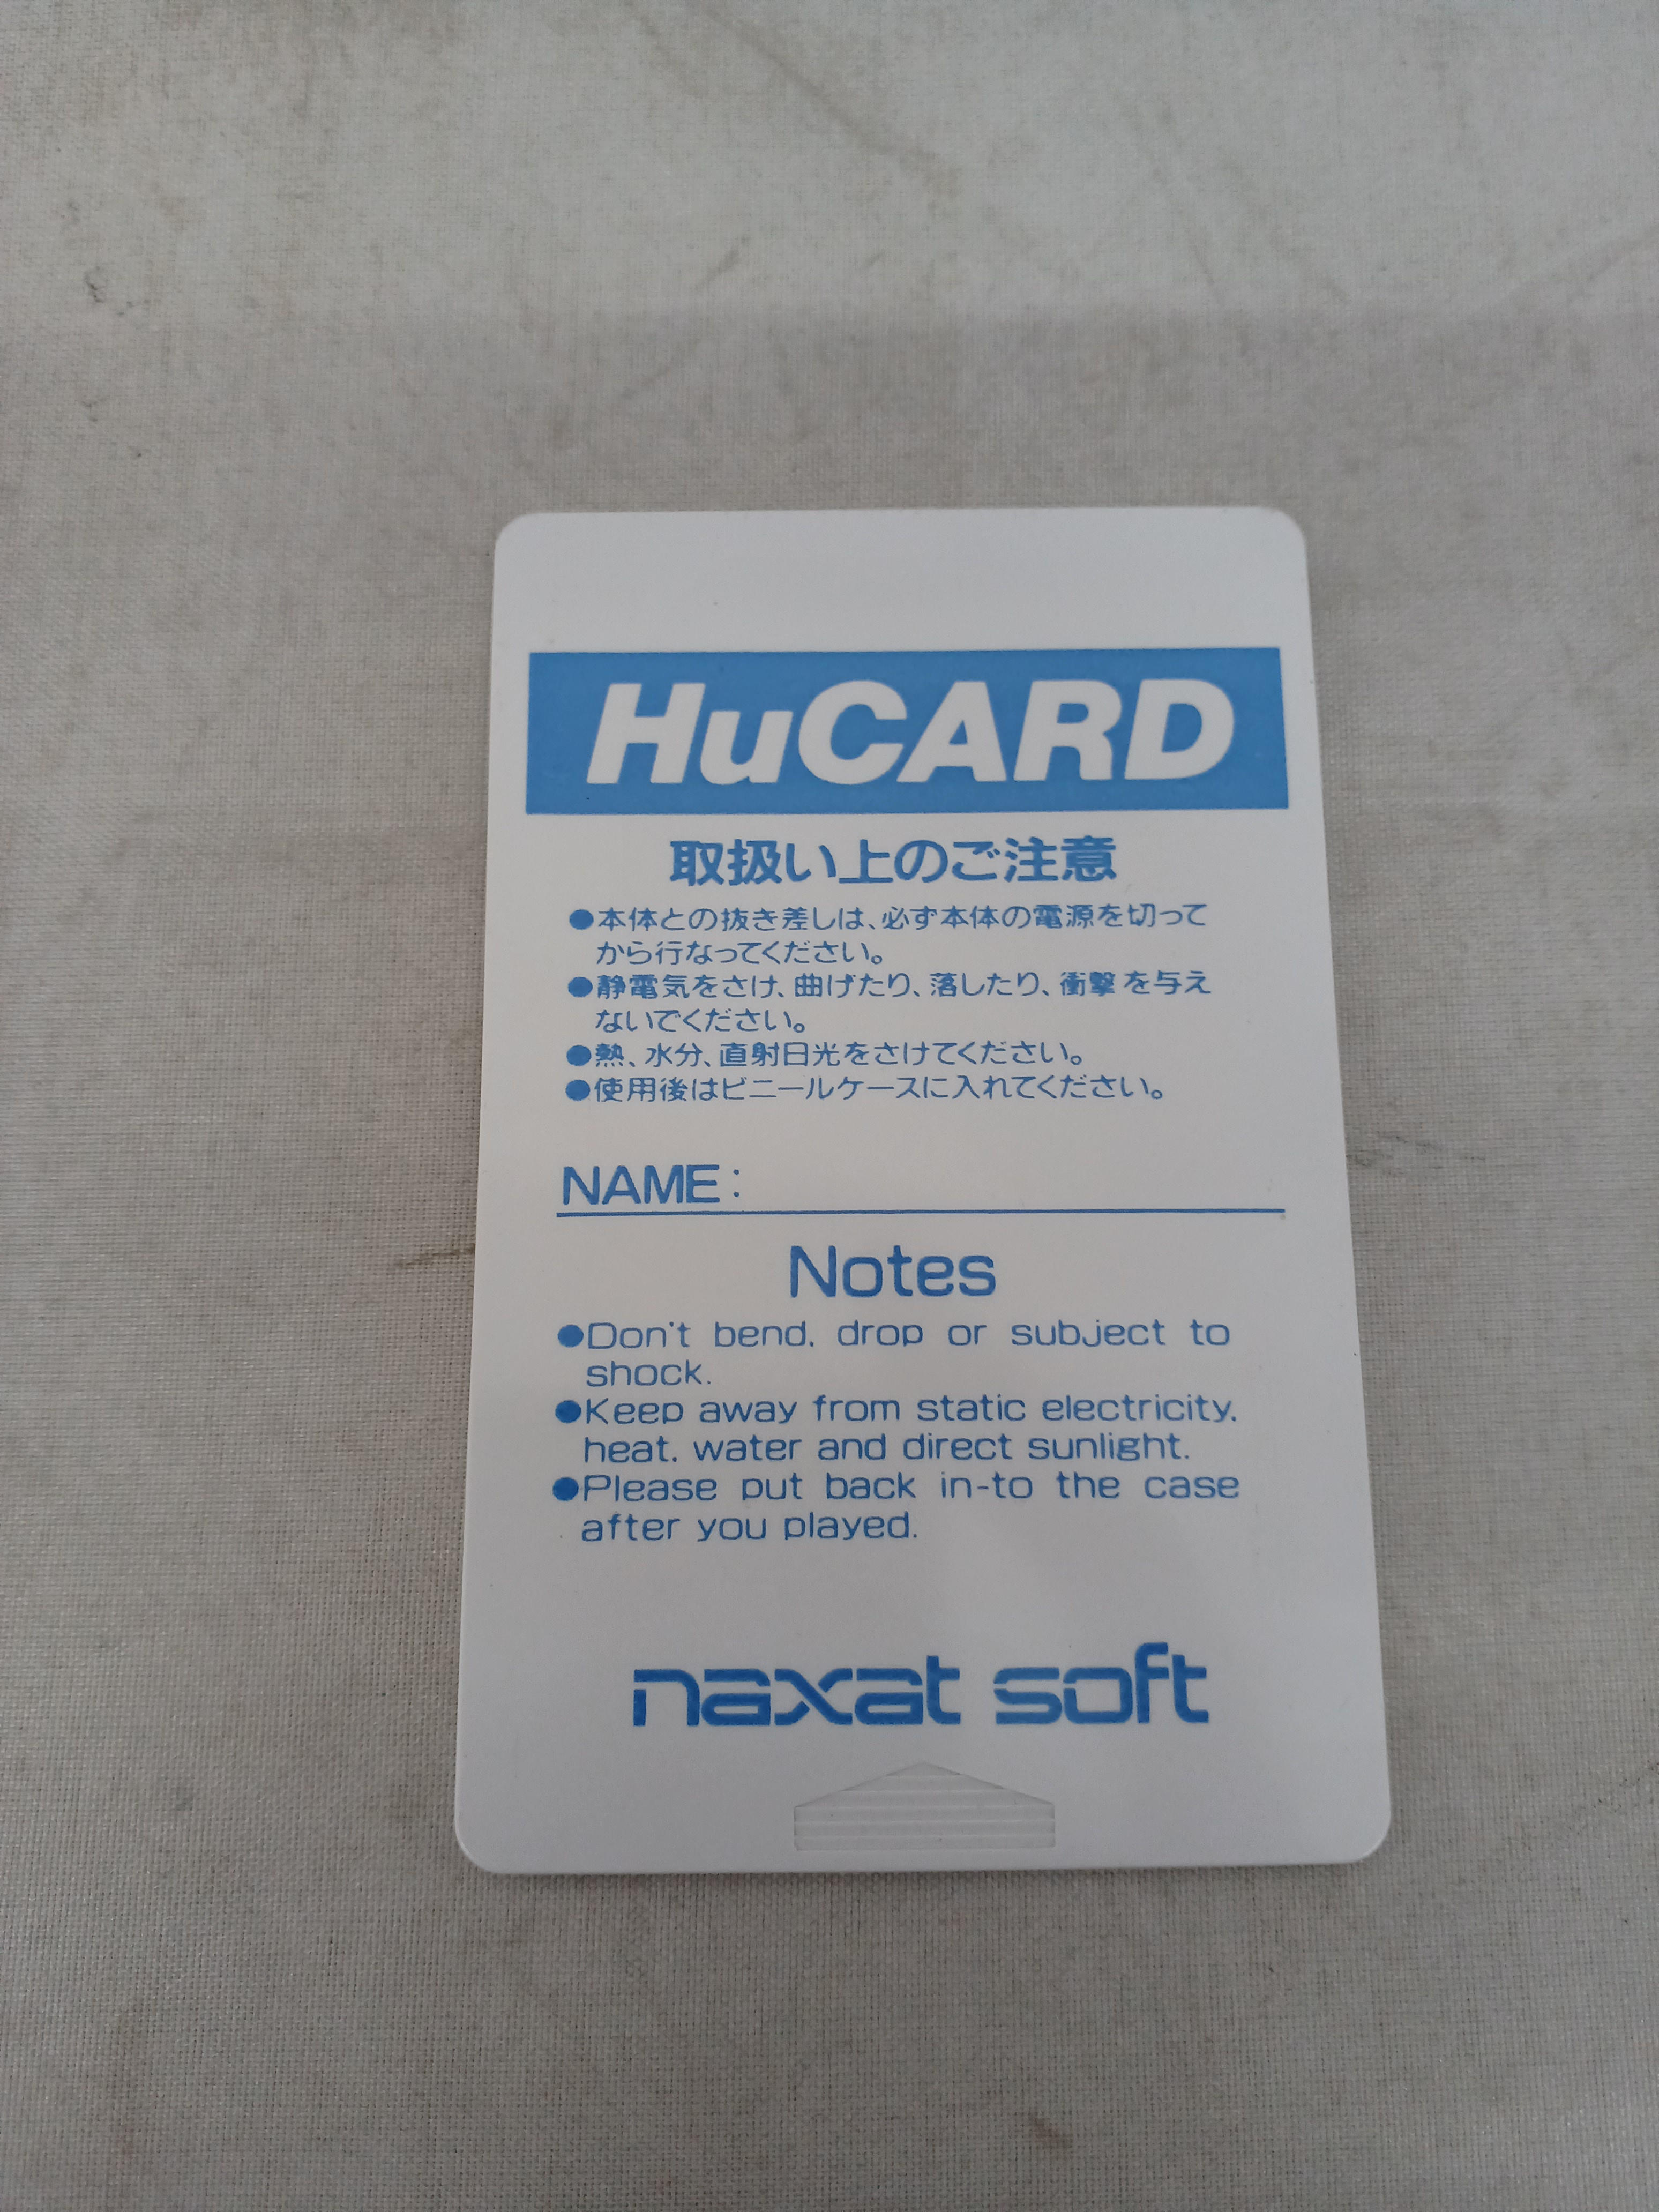 HuCARD
取扱い上のご注意
●本体との抜き差しは、必ず本体の電源を切って
から行なってください。
●静電気をさけ、曲げたり、落したり、衝撃を与え
ないでください。
●熱、水分、直射日光をさけてください。
●使用後はビニールケースに入れてください。
NAME:
Notes
●Don't bend, drop or subject to
shock.
●Keep away from static electricity,
heat, water and direct sunlight.
●Please put back in-to the case
after you played.
naxat soft